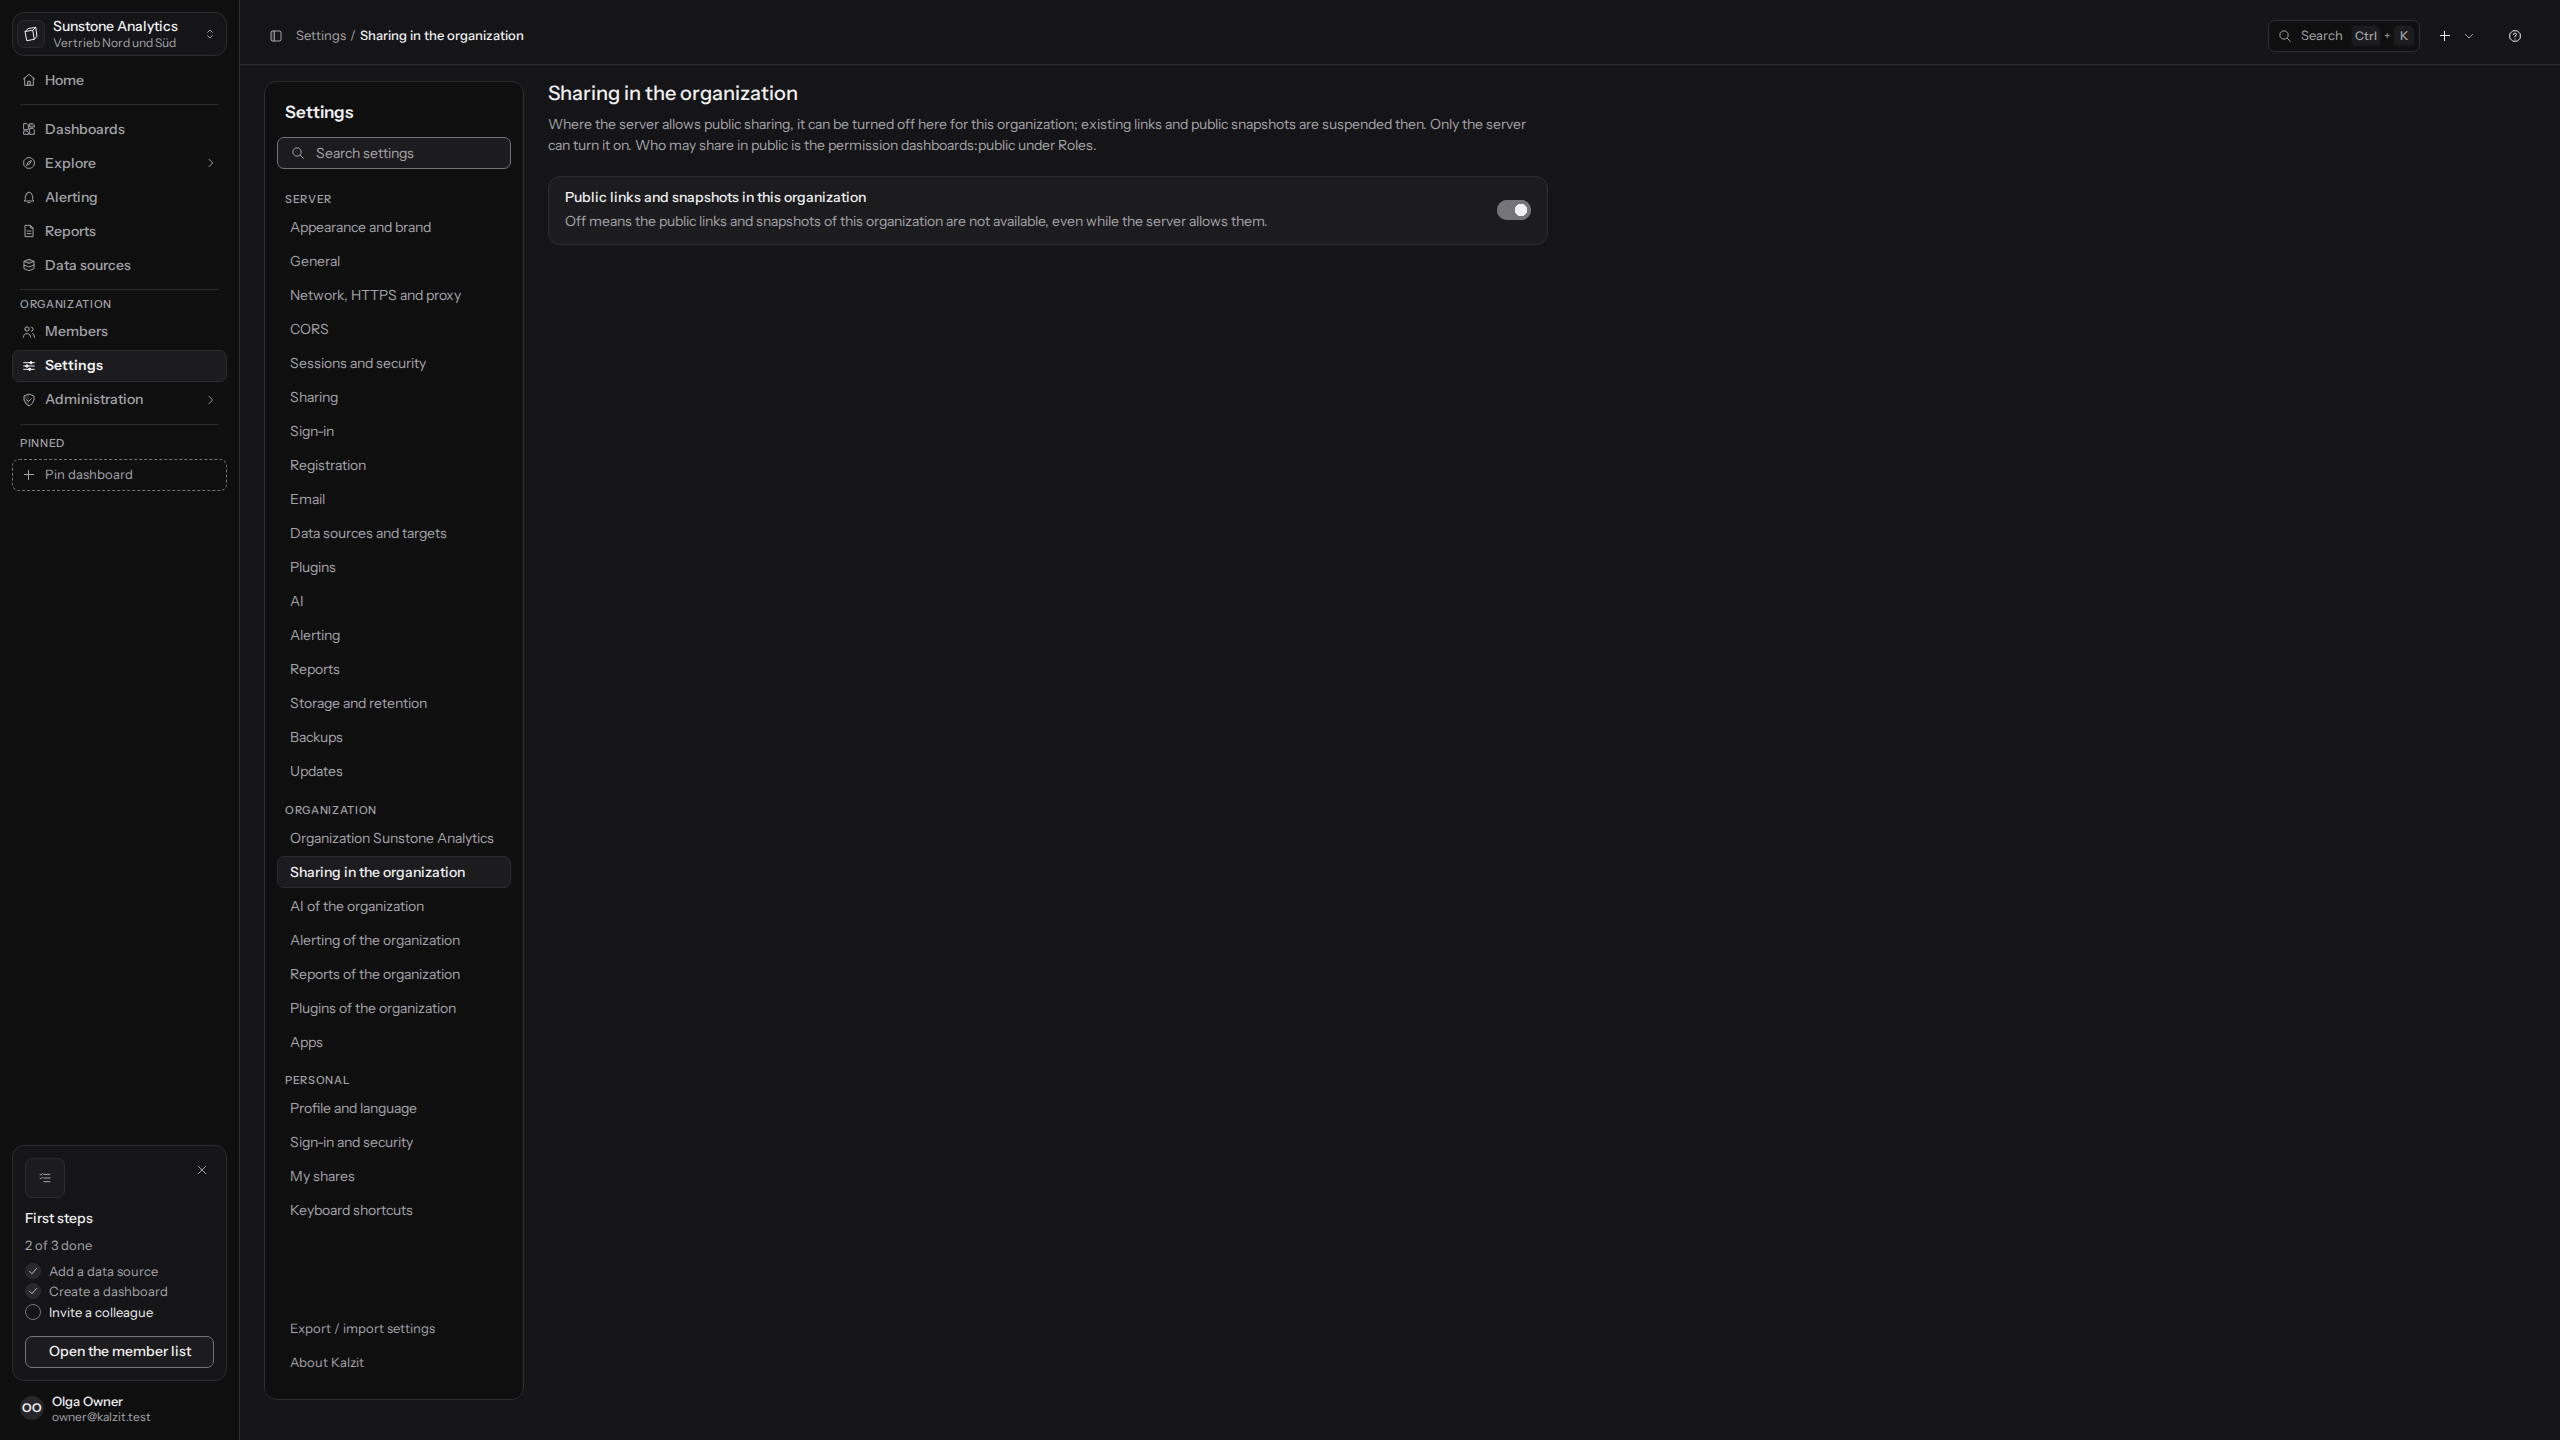 Sunstone Analytics
Vertrieb Nord und Süd
Home
Dashboards
Explore
Alerting
Reports
Data sources
ORGANIZATION
Members
Settings
Administration
PINNED
Pin dashboard
First steps
2 of 3 done
Add a data source
Create a dashboard
Invite a colleague
Open the member list
OO
Olga Owner
owner@kalzit.test
Settings / Sharing in the organization
Search Ctrl + K
Settings
Search settings
SERVER
Appearance and brand
General
Network, HTTPS and proxy
CORS
Sessions and security
Sharing
Sign-in
Registration
Email
Data sources and targets
Plugins
AI
Alerting
Reports
Storage and retention
Backups
Updates
ORGANIZATION
Organization Sunstone Analytics
Sharing in the organization
AI of the organization
Alerting of the organization
Reports of the organization
Plugins of the organization
Apps
PERSONAL
Profile and language
Sign-in and security
My shares
Keyboard shortcuts
Export / import settings
About Kalzit
Sharing in the organization
Where the server allows public sharing, it can be turned off here for this organization; existing links and public snapshots are suspended then. Only the server
can turn it on. Who may share in public is the permission dashboards:public under Roles.
Public links and snapshots in this organization
Off means the public links and snapshots of this organization are not available, even while the server allows them.